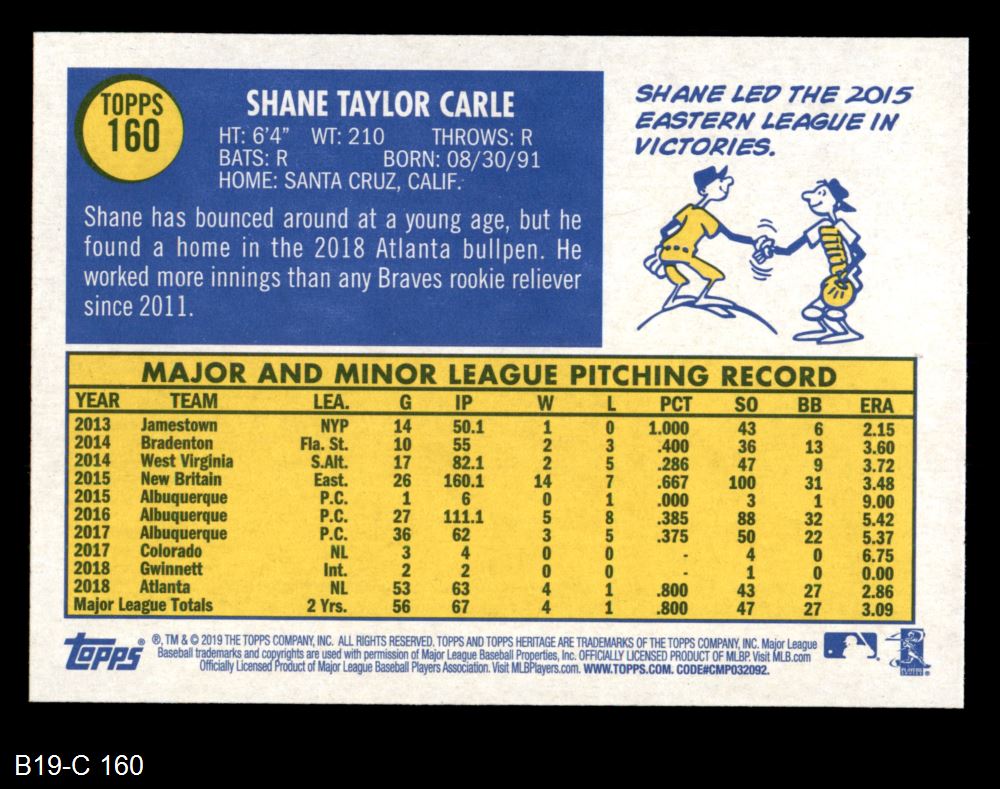 TOPPS
160
SHANE TAYLOR CARLE
HT: 6'4" WT: 210 THROWS: R
BATS: R BORN: 08/30/91
HOME: SANTA CRUZ, CALIF.
Shane has bounced around at a young age, but he
found a home in the 2018 Atlanta bullpen. He
worked more innings than any Braves rookie reliever
since 2011.
SHANE LED THE 2015
EASTERN LEAGUE IN
VICTORIES.
MAJOR AND MINOR LEAGUE PITCHING RECORD
YEAR TEAM LEA. G IP W L PCT SO BB ERA
2013 Jamestown NYP 14 50.1 1 0 1.000 43 6 2.15
2014 Bradenton Fla. St. 10 55 2 3 .400 36 13 3.60
2014 West Virginia S.Alt. 17 82.1 2 5 .286 47 9 3.72
2015 New Britain East. 26 160.1 14 7 .667 100 31 3.48
2015 Albuquerque P.C. 1 6 0 1 .000 3 1 9.00
2016 Albuquerque P.C. 27 111.1 5 8 .385 88 32 5.42
2017 Albuquerque P.C. 36 62 3 5 .375 50 22 5.37
2017 Colorado NL 3 4 0 0 - 4 0 6.75
2018 Gwinnett Int. 2 2 0 0 - 1 0 0.00
2018 Atlanta NL 53 63 4 1 .800 43 27 2.86
Major League Totals 2 Yrs. 56 67 4 1 .800 47 27 3.09
Topps ® ®, TM & © 2019 THE TOPPS COMPANY, INC. ALL RIGHTS RESERVED. TOPPS AND TOPPS HERITAGE ARE TRADEMARKS OF THE TOPPS COMPANY, INC. Major League
Baseball trademarks and copyrights are used with permission of Major League Baseball Properties, Inc. OFFICIALLY LICENSED PRODUCT OF MLBP. Visit MLB.com
Officially Licensed Product of Major League Baseball Players Association. Visit MLBPlayers.com. WWW.TOPPS.COM. CODE#CMP032092.
B19-C 160